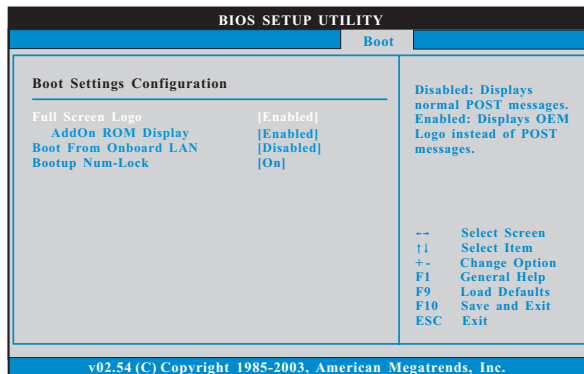 BIOS SETUP UTILITY
Boot
Boot Settings Configuration
Full Screen Logo [Enabled]
AddOn ROM Display [Enabled]
Boot From Onboard LAN [Disabled]
Bootup Num-Lock [On]
Disabled: Displays
normal POST messages.
Enabled: Displays OEM
Logo instead of POST
messages.
←→ Select Screen
↑↓ Select Item
+- Change Option
F1 General Help
F9 Load Defaults
F10 Save and Exit
ESC Exit
v02.54 (C) Copyright 1985-2003, American Megatrends, Inc.